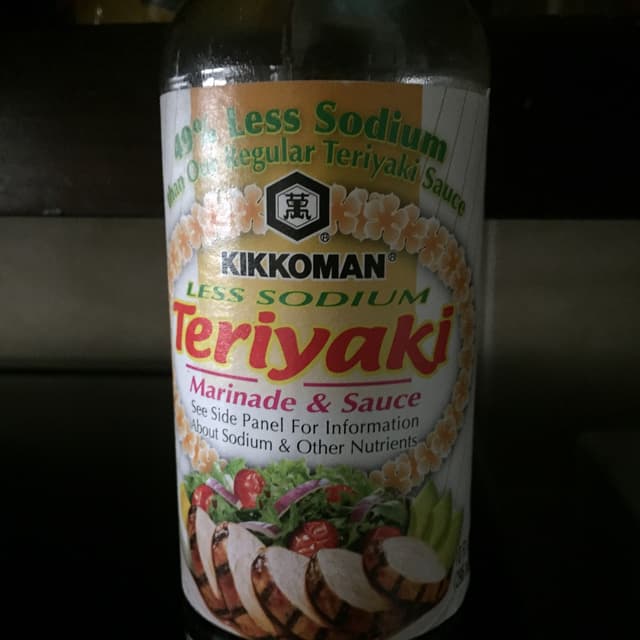 49% Less Sodium
Than Our Regular Teriyaki Sauce
萬
®
KIKKOMAN®
LESS SODIUM
Teriyaki
Marinade & Sauce
See Side Panel For Information
About Sodium & Other Nutrients